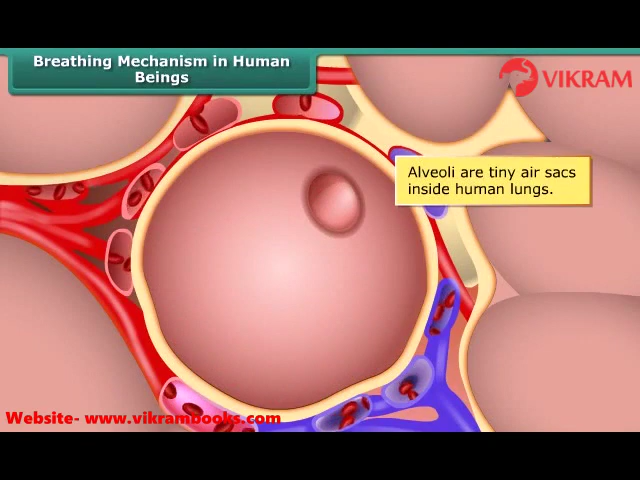 Breathing Mechanism in Human
Beings
VIKRAM
Alveoli are tiny air sacs
inside human lungs.
Website- www.vikrambooks.com